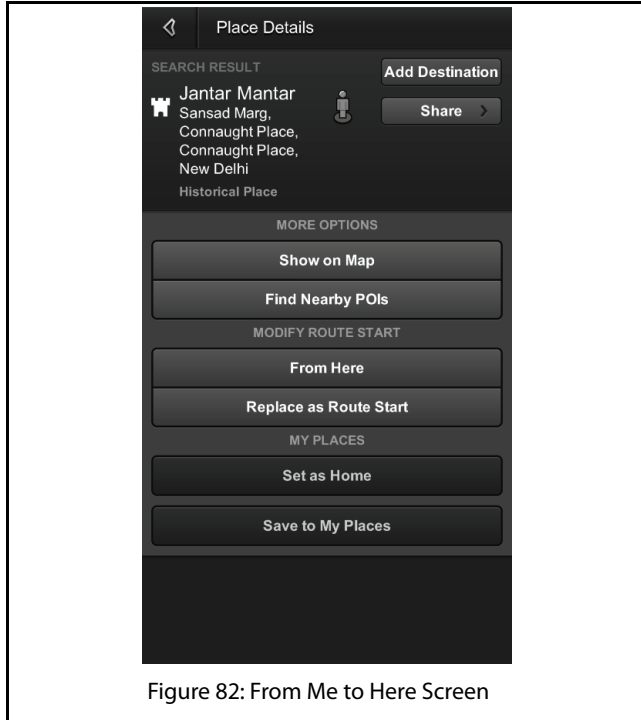 Place Details
SEARCH RESULT
Add Destination
Jantar Mantar
Sansad Marg,
Connaught Place,
Connaught Place,
New Delhi
Share
Historical Place
MORE OPTIONS
Show on Map
Find Nearby POIs
MODIFY ROUTE START
From Here
Replace as Route Start
MY PLACES
Set as Home
Save to My Places
Figure 82: From Me to Here Screen